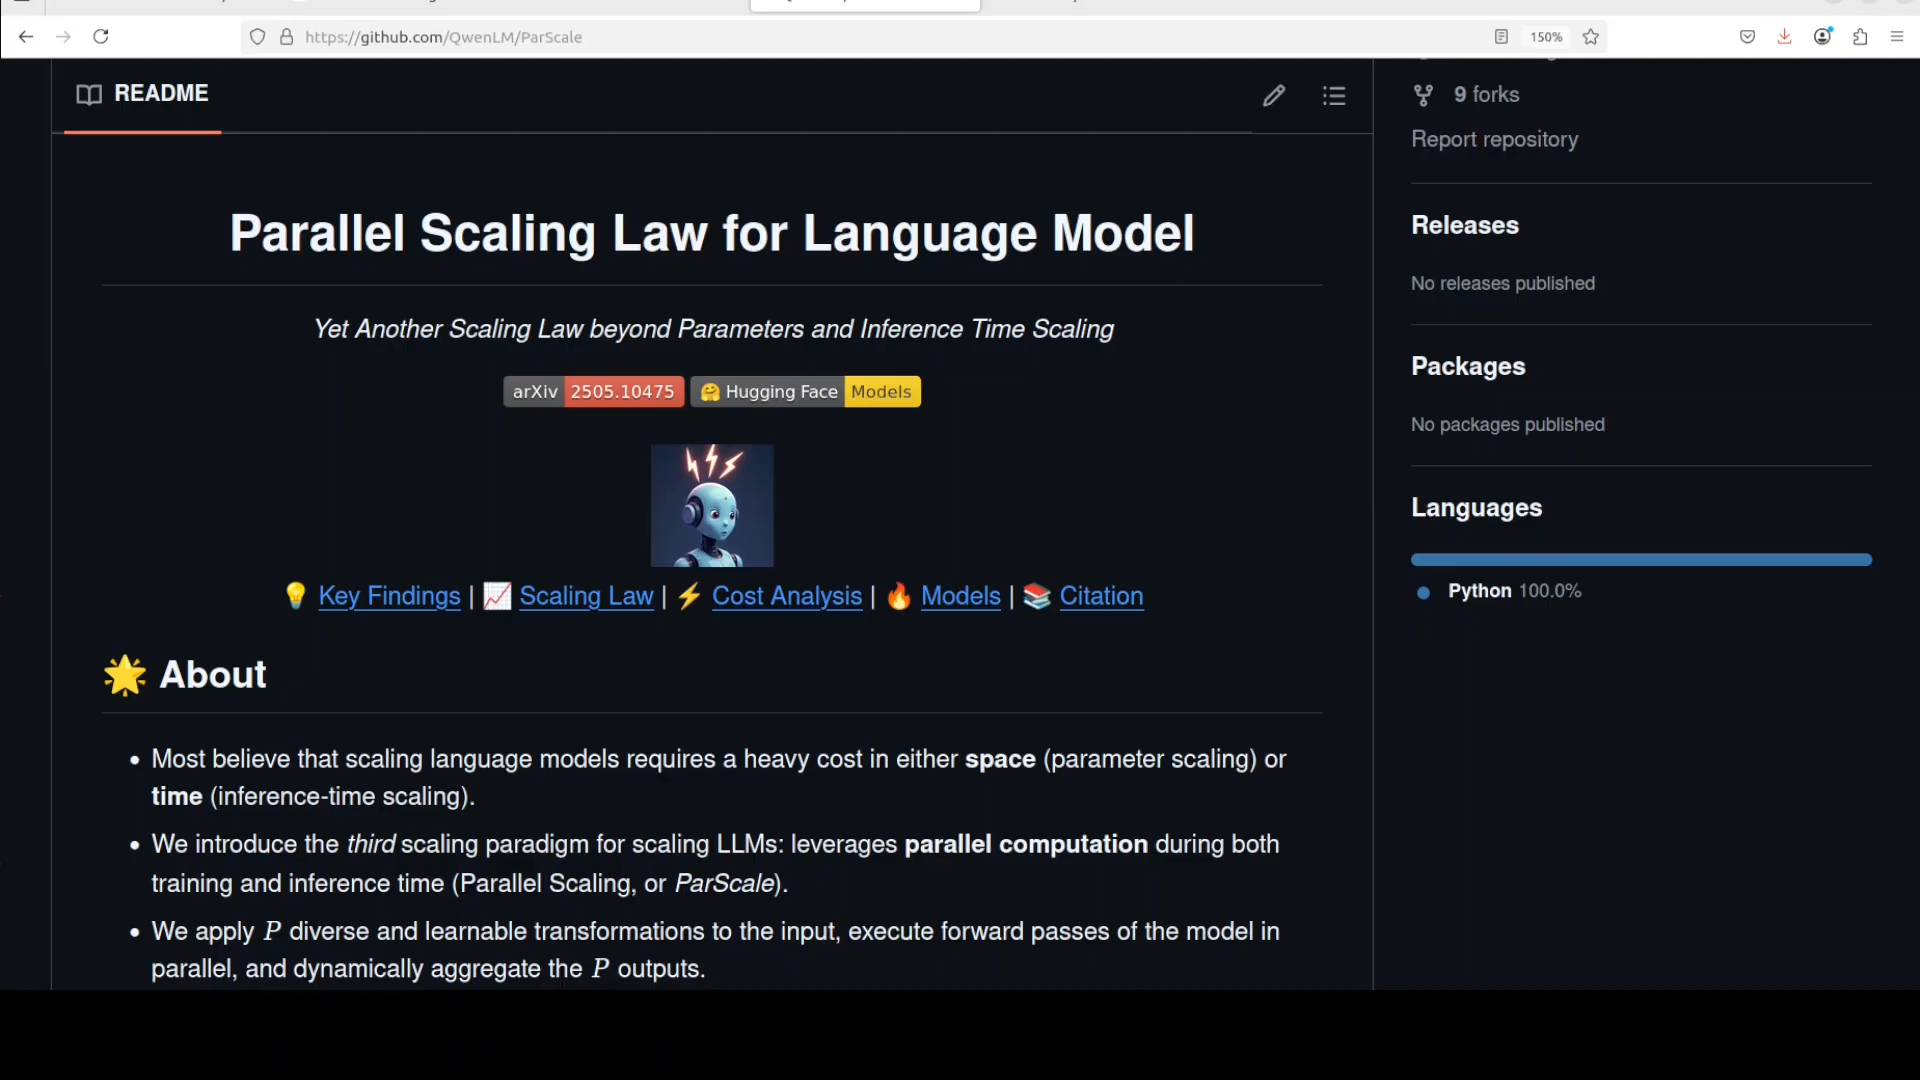 https://github.com/QwenLM/ParScale
150%
README
9 forks
Report repository
Parallel Scaling Law for Language Model
Releases
No releases published
Yet Another Scaling Law beyond Parameters and Inference Time Scaling
Packages
arXiv 2505.10475 🤗 Hugging Face Models
No packages published
Languages
Python 100.0%
💡 Key Findings | 📈 Scaling Law | ⚡ Cost Analysis | 🔥 Models | 📚 Citation
🌟 About
• Most believe that scaling language models requires a heavy cost in either space (parameter scaling) or
time (inference-time scaling).
• We introduce the third scaling paradigm for scaling LLMs: leverages parallel computation during both
training and inference time (Parallel Scaling, or ParScale).
• We apply P diverse and learnable transformations to the input, execute forward passes of the model in
parallel, and dynamically aggregate the P outputs.